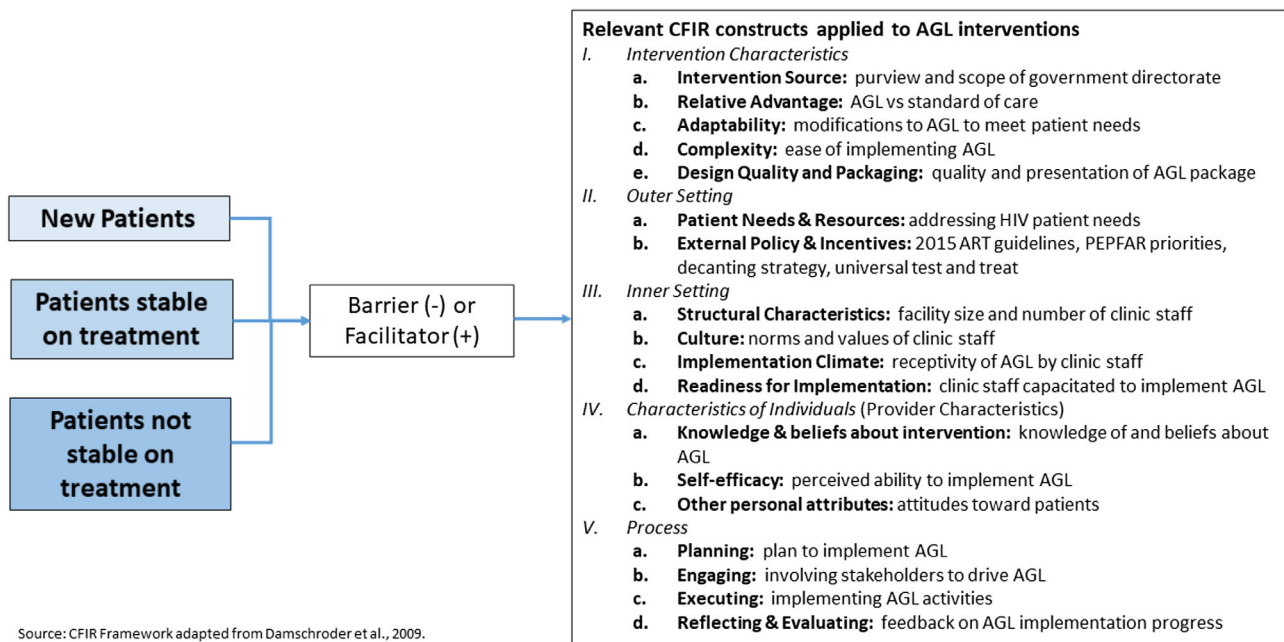 New Patients
Patients stable
on treatment
Patients not
stable on
treatment
Barrier (-) or
Facilitator (+)
Relevant CFIR constructs applied to AGL interventions
I. Intervention Characteristics
a. Intervention Source: purview and scope of government directorate
b. Relative Advantage: AGL vs standard of care
c. Adaptability: modifications to AGL to meet patient needs
d. Complexity: ease of implementing AGL
e. Design Quality and Packaging: quality and presentation of AGL package
II. Outer Setting
a. Patient Needs & Resources: addressing HIV patient needs
b. External Policy & Incentives: 2015 ART guidelines, PEPFAR priorities,
decanting strategy, universal test and treat
III. Inner Setting
a. Structural Characteristics: facility size and number of clinic staff
b. Culture: norms and values of clinic staff
c. Implementation Climate: receptivity of AGL by clinic staff
d. Readiness for Implementation: clinic staff capacitated to implement AGL
IV. Characteristics of Individuals (Provider Characteristics)
a. Knowledge & beliefs about intervention: knowledge of and beliefs about
AGL
b. Self-efficacy: perceived ability to implement AGL
c. Other personal attributes: attitudes toward patients
V. Process
a. Planning: plan to implement AGL
b. Engaging: involving stakeholders to drive AGL
c. Executing: implementing AGL activities
d. Reflecting & Evaluating: feedback on AGL implementation progress
Source: CFIR Framework adapted from Damschroder et al., 2009.